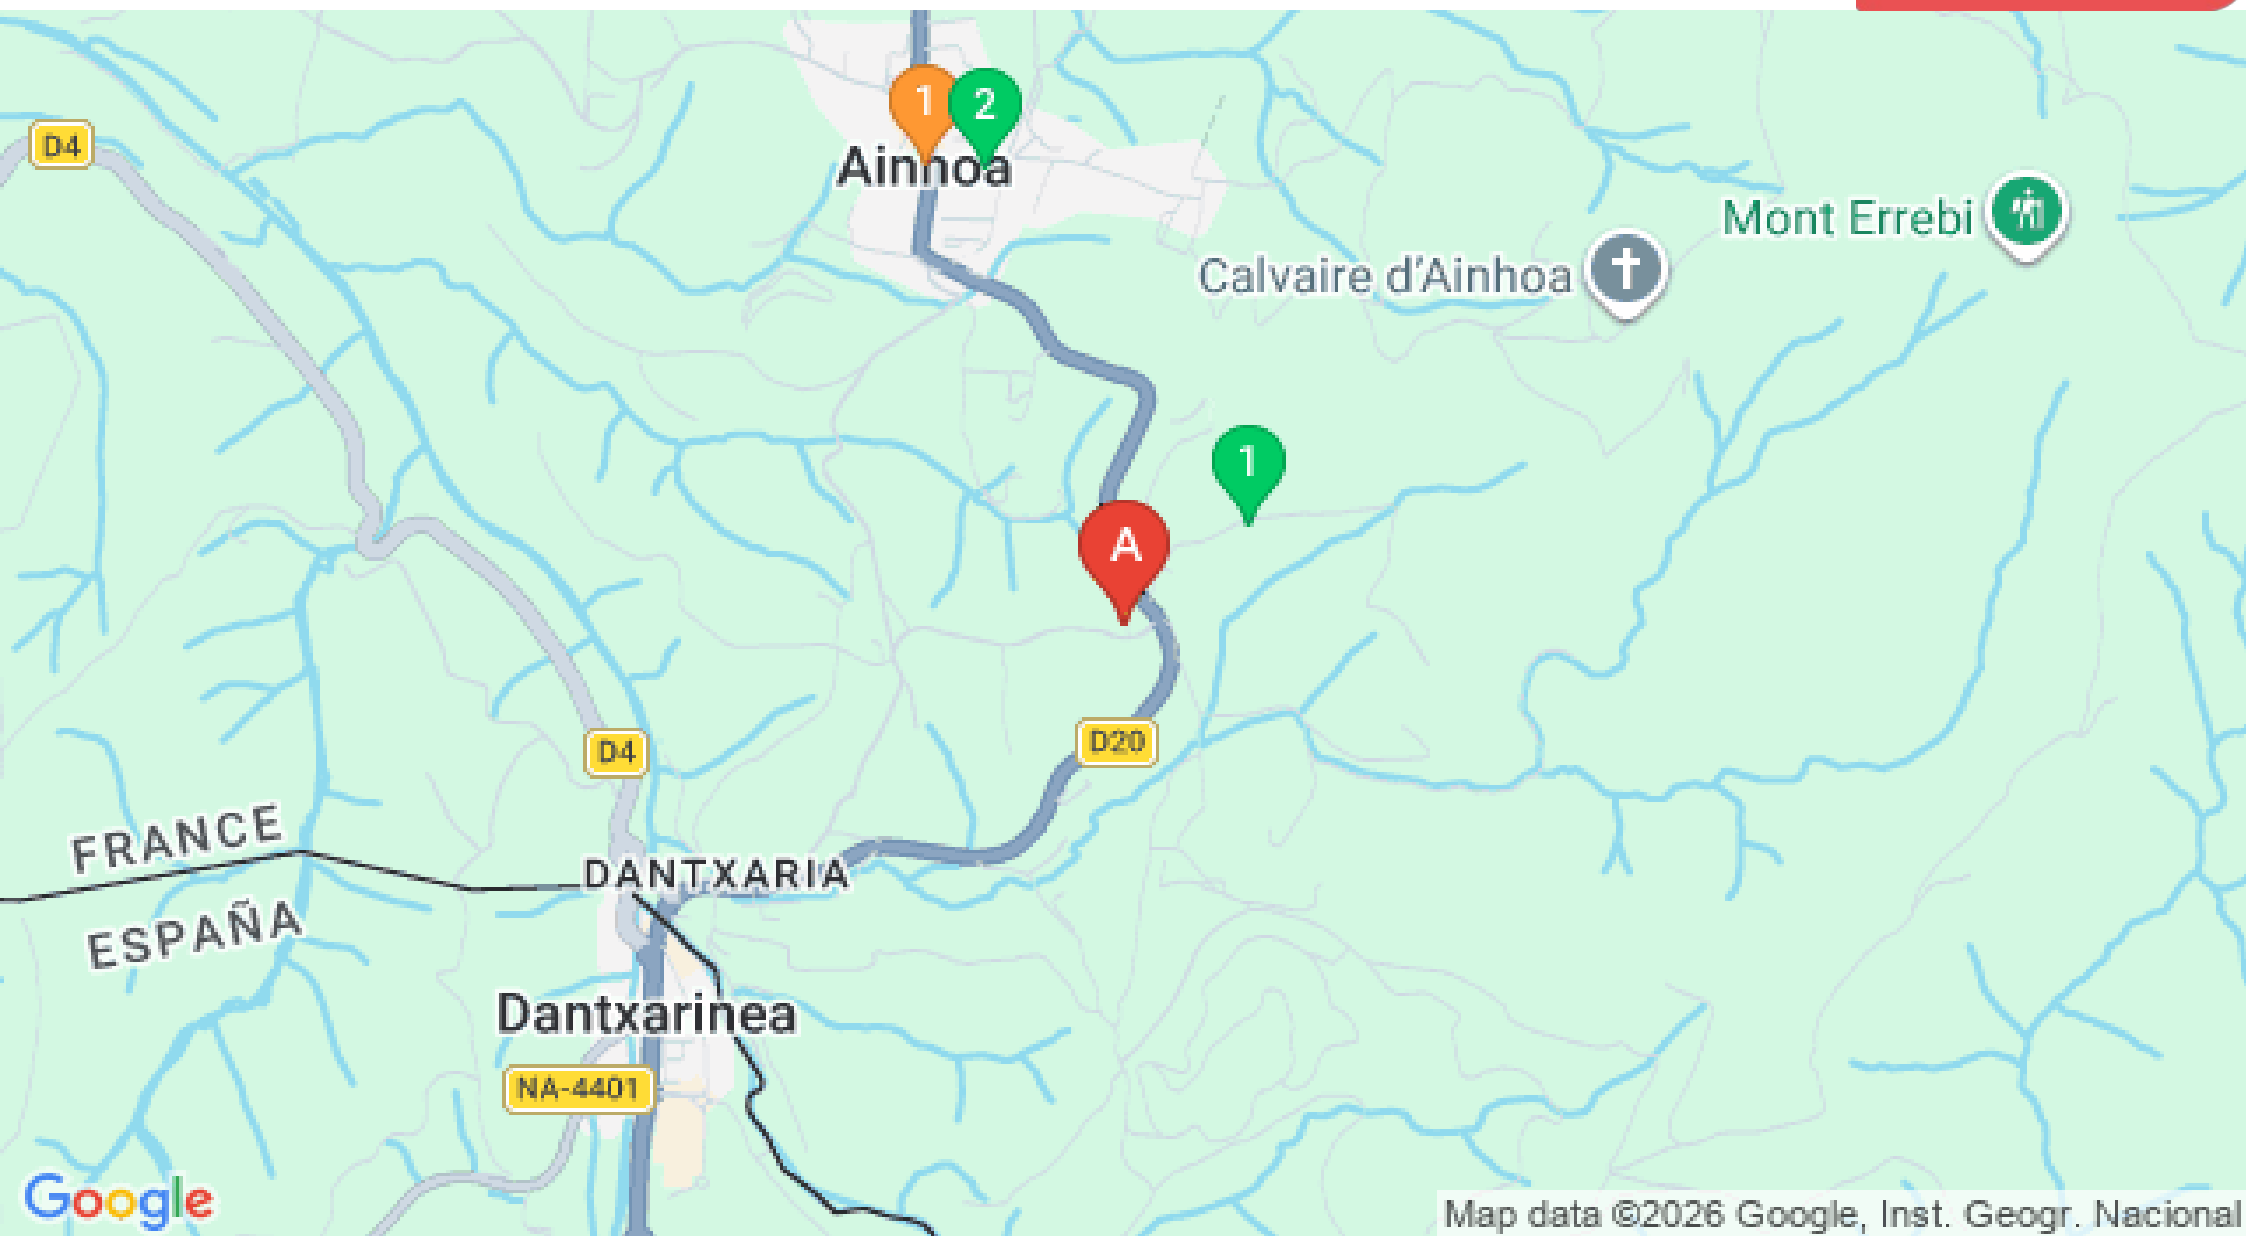 1
2
D4
Ainhoa
Mont Errebi
Calvaire d'Ainhoa
1
A
D20
D4
FRANCE
DANTXARIA
ESPAÑA
Dantxarinea
NA-4401
Google
Map data ©2026 Google, Inst. Geogr. Nacional